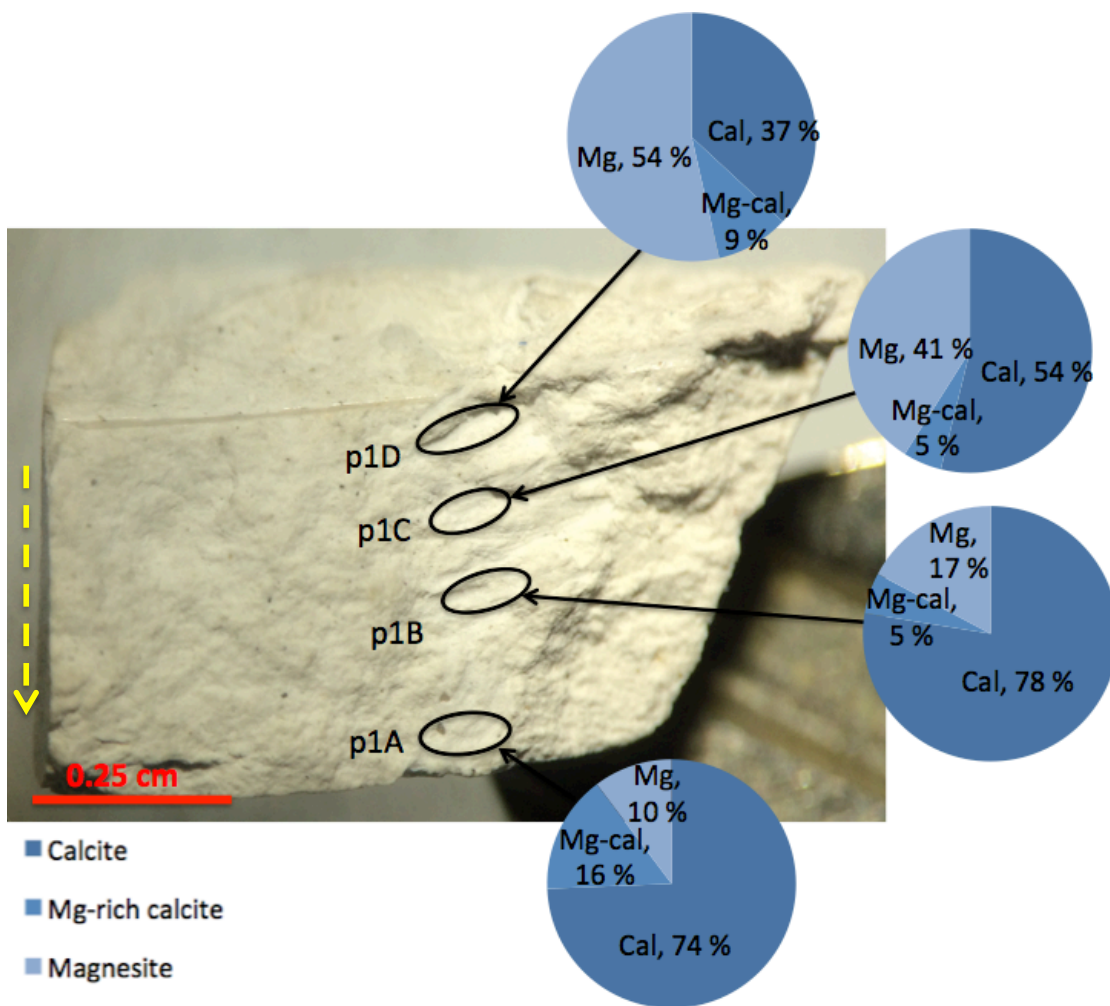 Cal, 37 %
Mg, 54 %
Mg-cal,
9 %
Mg, 41 %
Cal, 54 %
Mg-cal,
5 %
p1D
p1C
Mg,
17 %
Mg-cal,
5 %
Cal, 78 %
p1B
p1A
0.25 cm
Mg,
10 %
Mg-cal,
16 %
Cal, 74 %
Calcite
Mg-rich calcite
Magnesite